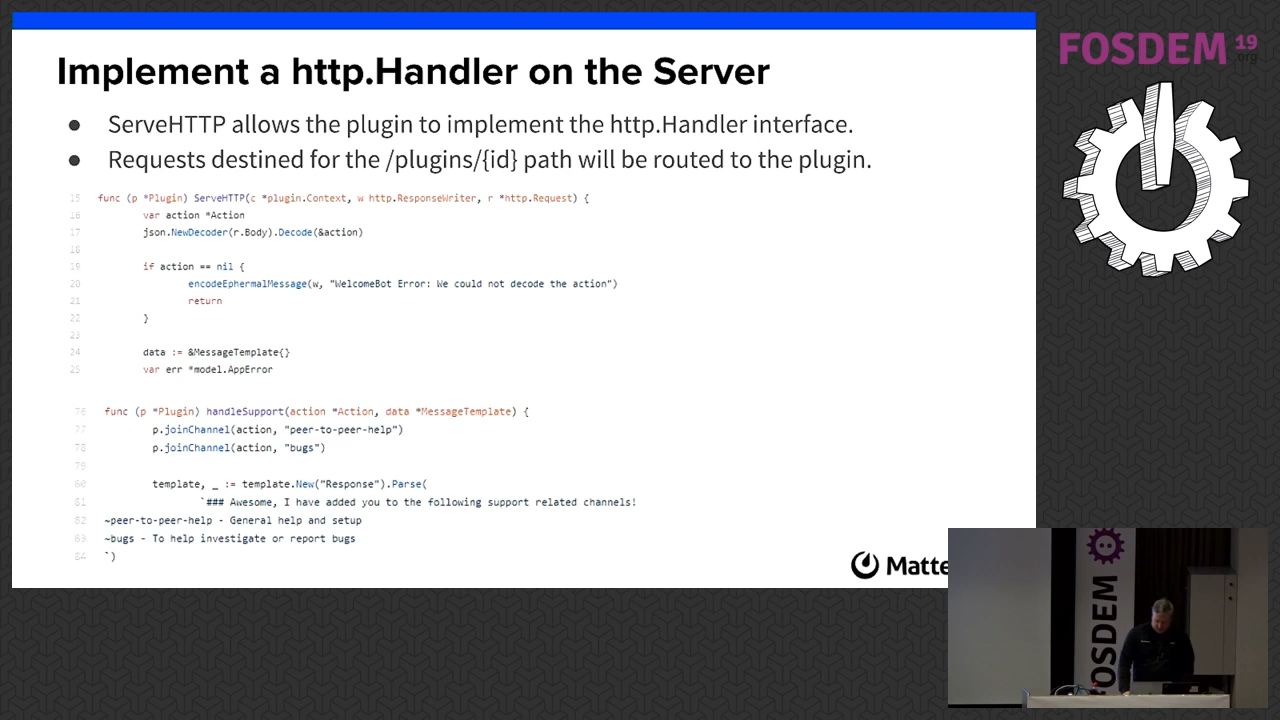 Implement a http.Handler on the Server
● ServeHTTP allows the plugin to implement the http.Handler interface.
● Requests destined for the /plugins/{id} path will be routed to the plugin.
15 func (p *Plugin) ServeHTTP(c *plugin.Context, w http.ResponseWriter, r *http.Request) {
16 var action *Action
17 json.NewDecoder(r.Body).Decode(&action)
18
19 if action == nil {
20 encodeEphermalMessage(w, "WelcomeBot Error: We could not decode the action")
21 return
22 }
23
24 data := &MessageTemplate{}
25 var err *model.AppError
76 func (p *Plugin) handleSupport(action *Action, data *MessageTemplate) {
77 p.joinChannel(action, "peer-to-peer-help")
78 p.joinChannel(action, "bugs")
79
80 template, _ := template.New("Response").Parse(
81 `### Awesome, I have added you to the following support related channels!
82 ~peer-to-peer-help - General help and setup
83 ~bugs - To help investigate or report bugs
84 `)
Matte
FOSDEM 19
.org
FOSDEM